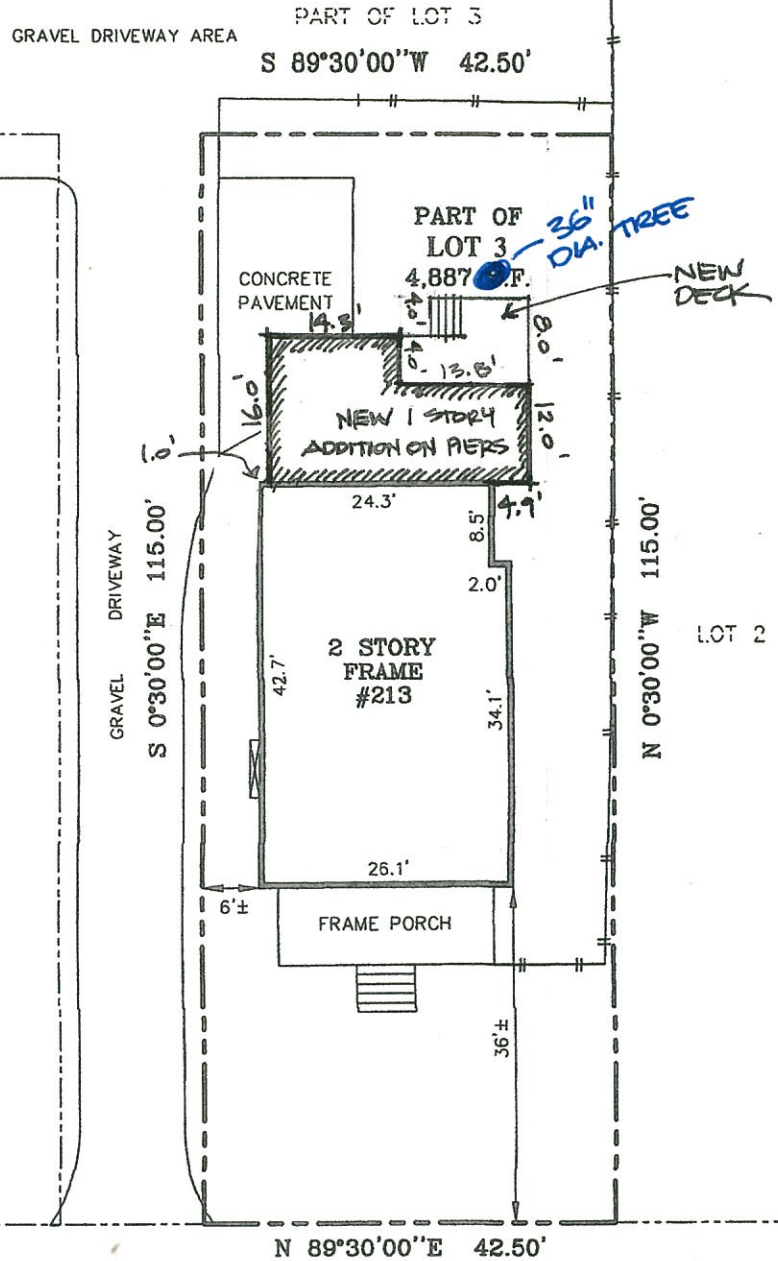 PART OF LOT 3
GRAVEL DRIVEWAY AREA
S 89°30'00"W 42.50'
PART OF
LOT 3
4,887 .F.
36"
DIA. TREE
NEW
DECK
CONCRETE
PAVEMENT
14.3'
4.0'
4.0'
8.0'
13.8'
16.0'
NEW 1 STORY
ADDITION ON PIERS
12.0'
1.0'
24.3'
4.9'
8.5'
2.0'
GRAVEL DRIVEWAY
S 0°30'00"E 115.00'
42.7'
2 STORY
FRAME
#213
34.1'
N 0°30'00"W 115.00'
LOT 2
26.1'
6'±
FRAME PORCH
36'±
N 89°30'00"E 42.50'